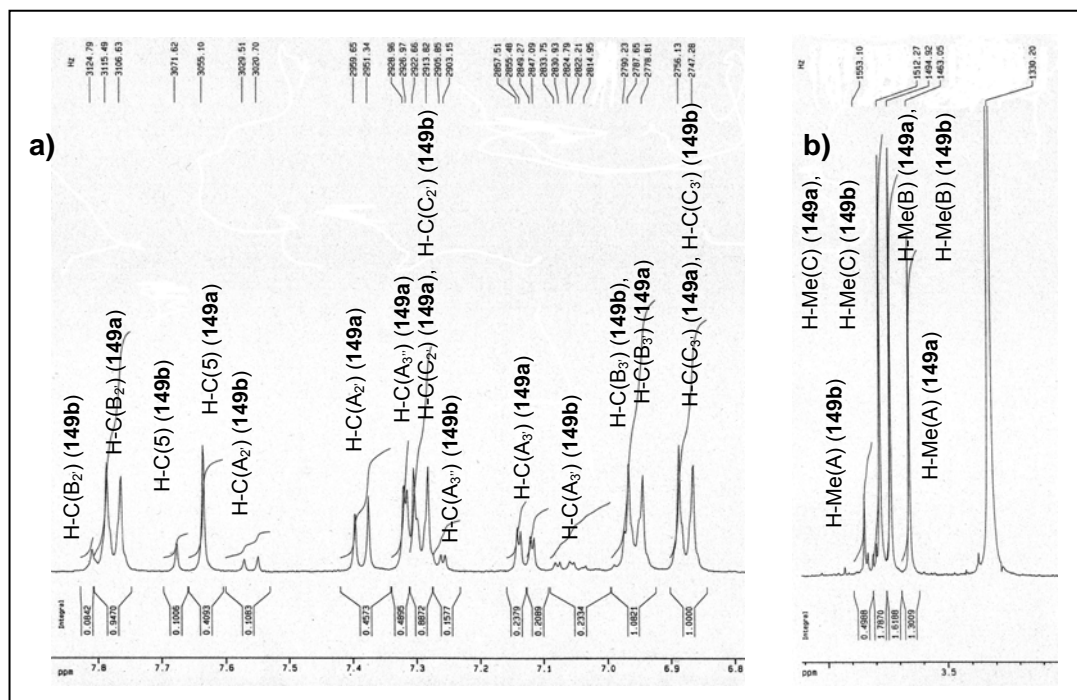 Hz
3124.79
3115.49
3106.63
3071.62
3055.10
3029.51
3020.70
2959.65
2951.34
2928.96
2926.97
2922.66
2913.82
2905.85
2903.15
2857.51
2855.48
2849.27
2847.09
2833.75
2830.93
2824.79
2822.21
2814.95
2790.23
2787.65
2778.81
2756.13
2747.28
a)
H-C(B2') (149b)
H-C(B2') (149a)
H-C(5) (149b)
H-C(5) (149a)
H-C(A2') (149b)
H-C(A2') (149a)
H-C(A3'') (149a)
H-C(C2') (149a), H-C(C2') (149b)
H-C(A3'') (149b)
H-C(A3') (149a)
H-C(A3') (149b)
H-C(B3') (149b),
H-C(B3') (149a)
H-C(C3') (149a), H-C(C3') (149b)
Integral
0.0842
0.9470
0.1006
0.4093
0.1083
0.4573
0.4895
0.8872
0.1577
0.2379
0.2089
0.2334
1.0821
1.0000
ppm
7.8
7.7
7.6
7.5
7.4
7.3
7.2
7.1
7.0
6.9
6.8
Hz
1553.10
1512.27
1494.92
1463.05
1330.20
b)
H-Me(C) (149a),
H-Me(C) (149b)
H-Me(B) (149a),
H-Me(B) (149b)
H-Me(A) (149b)
H-Me(A) (149a)
Integral
0.4988
1.7870
1.6188
1.3009
ppm
3.5